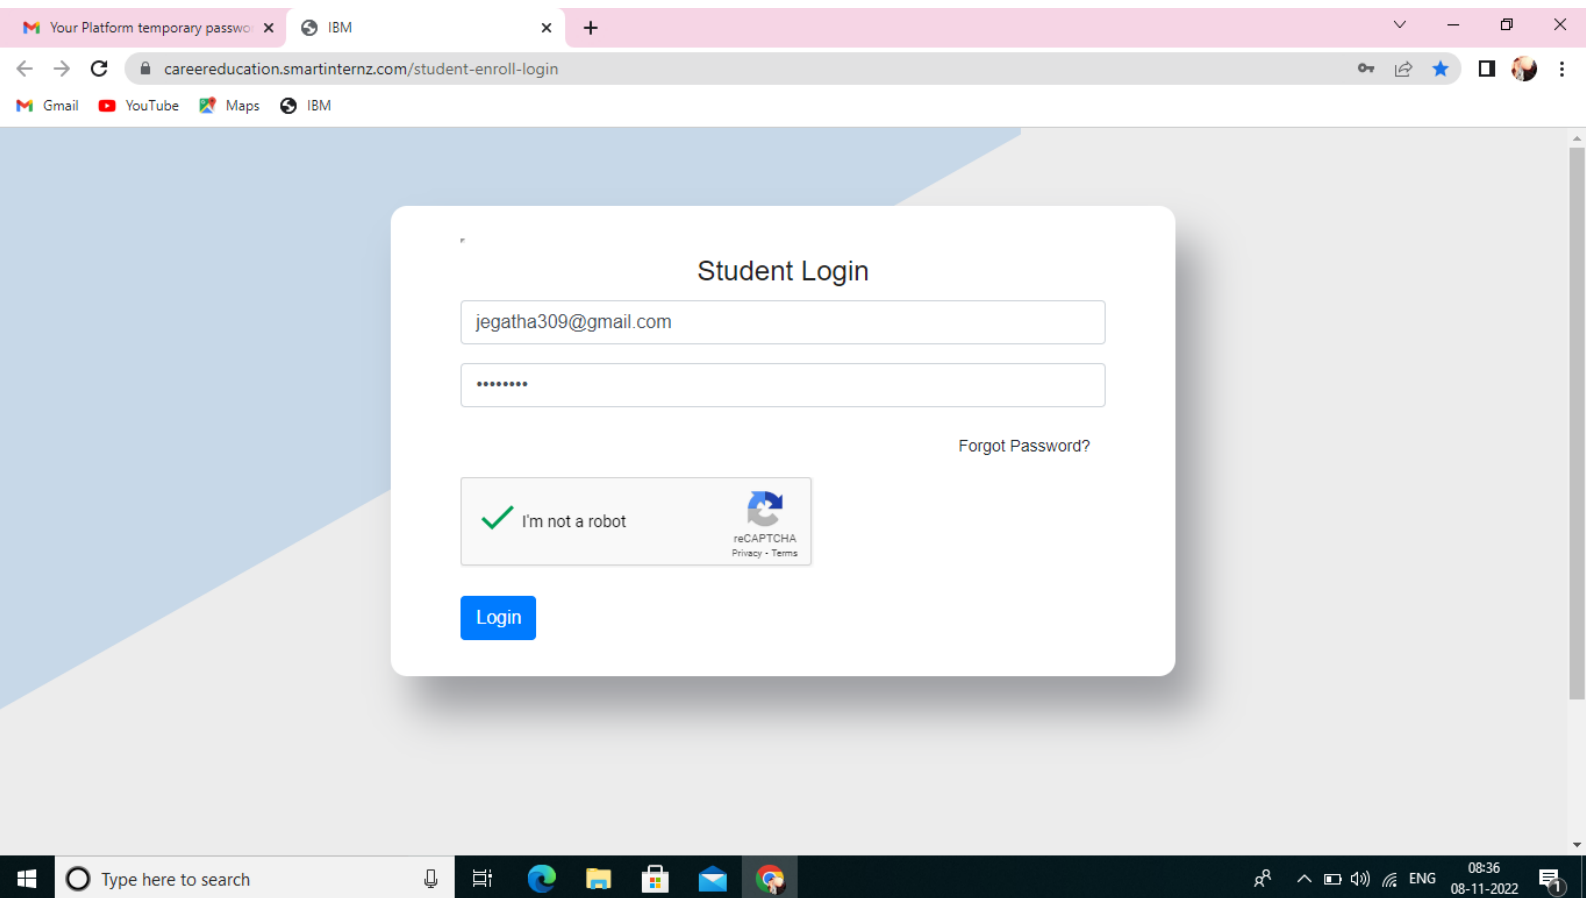 Your Platform temporary passwo
IBM
careereducation.smartinternz.com/student-enroll-login
Gmail
YouTube
Maps
IBM
Student Login
jegatha309@gmail.com
••••••••
Forgot Password?
I'm not a robot
reCAPTCHA
Privacy - Terms
Login
Type here to search
ENG
08:36
08-11-2022
1